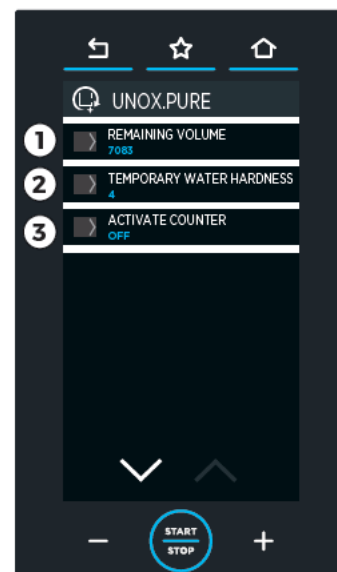 UNOX.PURE
1
REMAINING VOLUME
7083
2
TEMPORARY WATER HARDNESS
4
3
ACTIVATE COUNTER
OFF
START
STOP